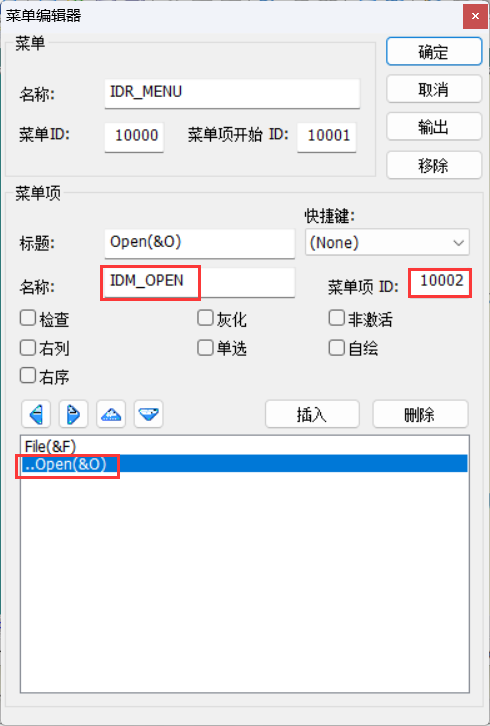 菜单编辑器
菜单
确定
名称: IDR_MENU
取消
菜单ID: 10000 菜单项开始 ID: 10001
输出
移除
菜单项
快捷键:
标题: Open(&O) (None)
名称: IDM_OPEN 菜单项 ID: 10002
检查 灰化 非激活
右列 单选 自绘
右序
插入 删除
File(&F)
..Open(&O)